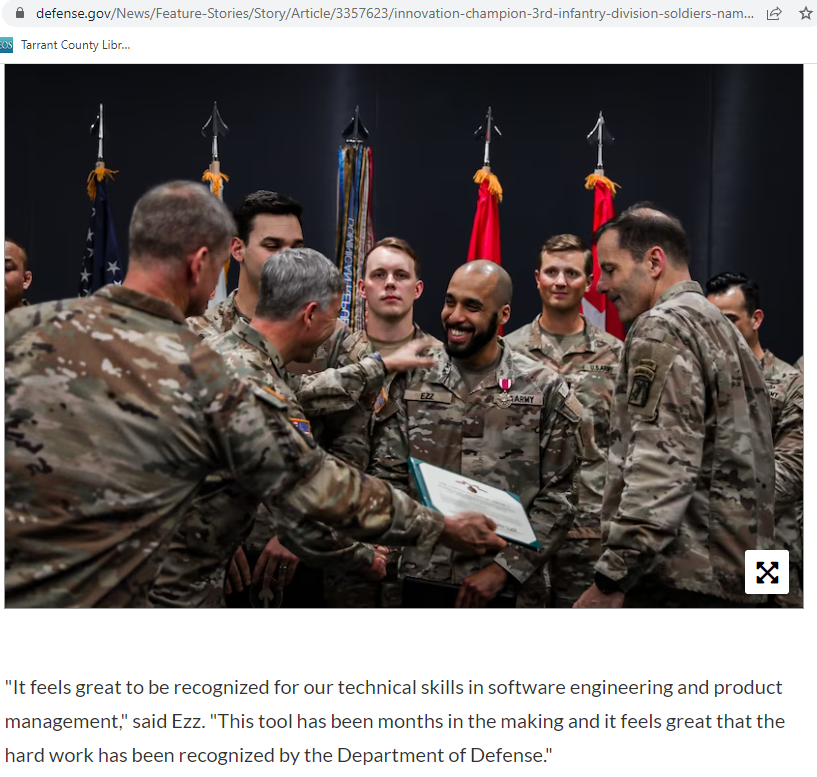 defense.gov/News/Feature-Stories/Story/Article/3357623/innovation-champion-3rd-infantry-division-soldiers-nam...
EOS Tarrant County Libr...
EZZ
ARMY
U.S. AR
"It feels great to be recognized for our technical skills in software engineering and product
management," said Ezz. "This tool has been months in the making and it feels great that the
hard work has been recognized by the Department of Defense."